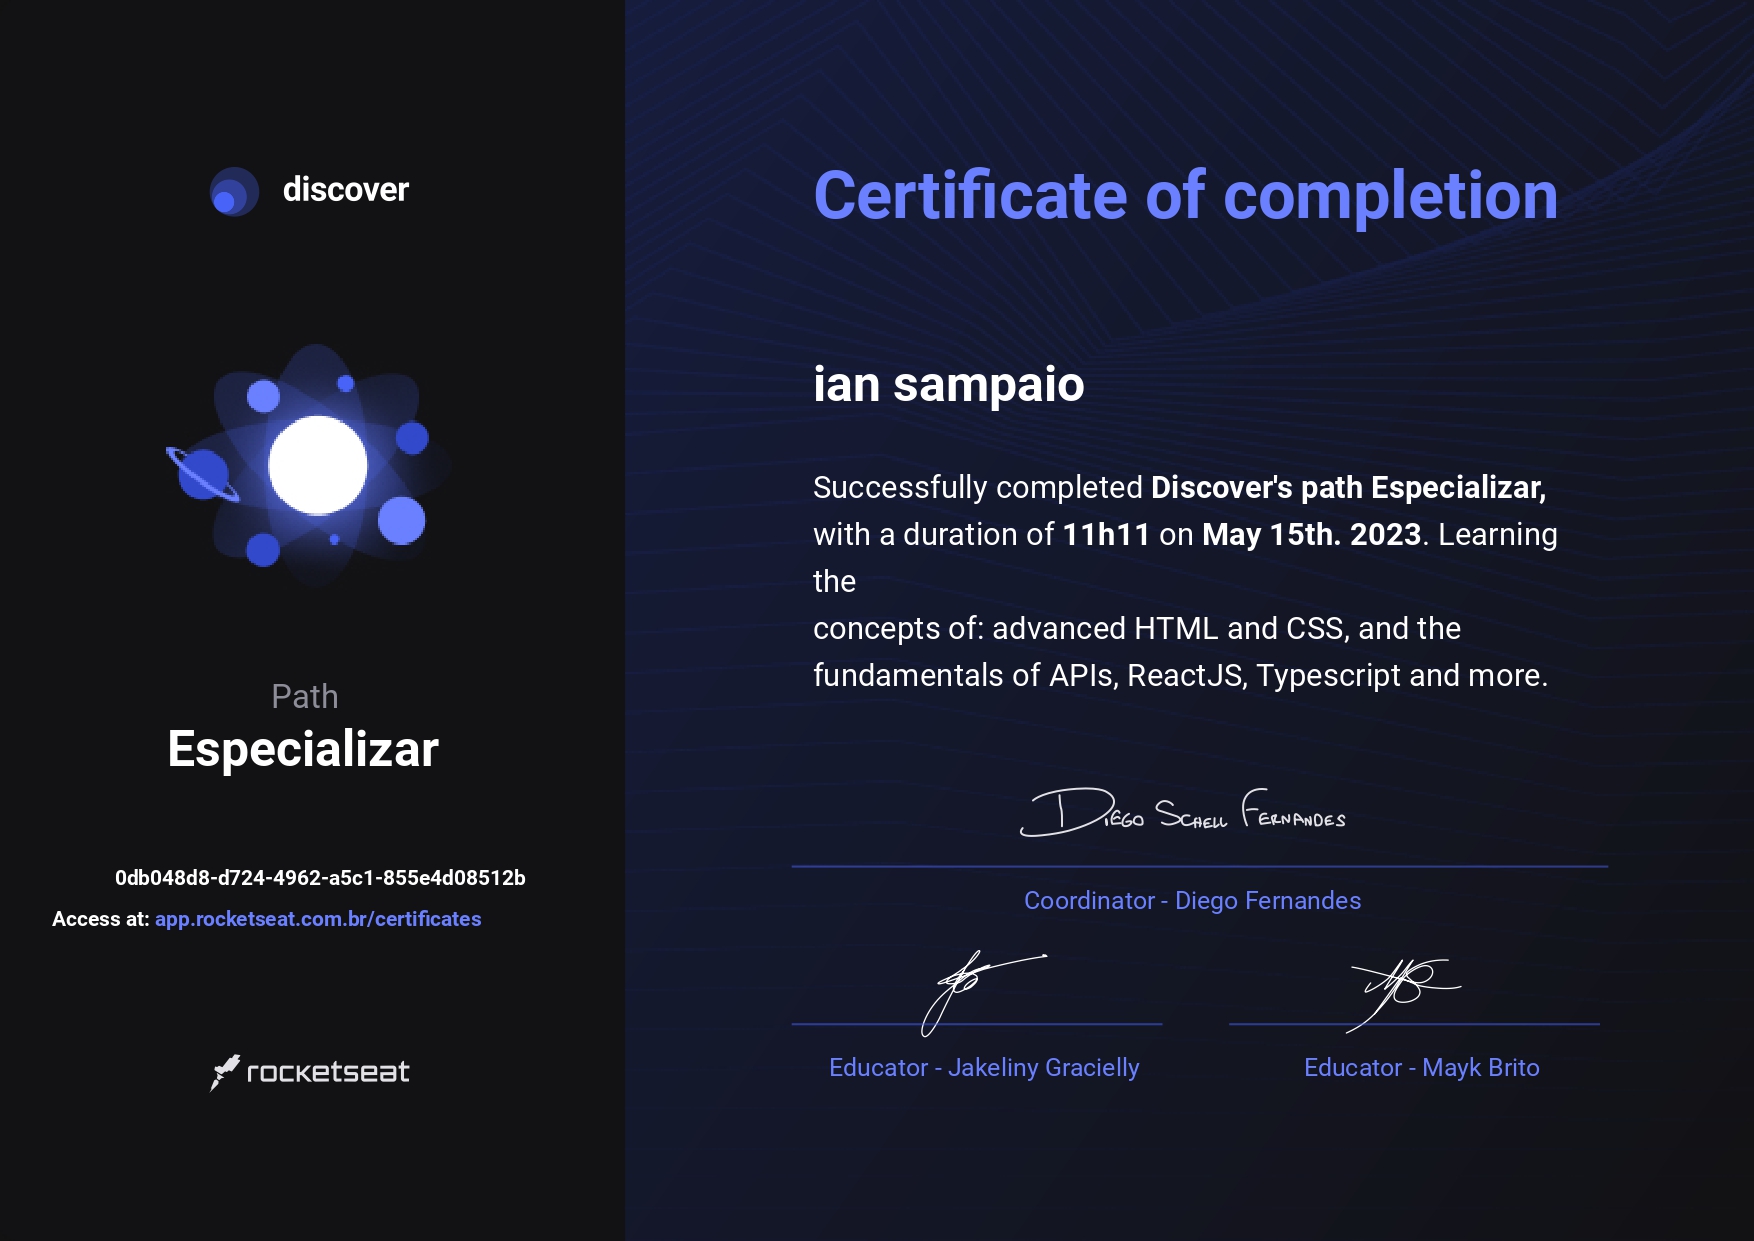 discover
Path
Especializar
0db048d8-d724-4962-a5c1-855e4d08512b
Access at: app.rocketseat.com.br/certificates
rocketseat
Certificate of completion
ian sampaio
Successfully completed Discover's path Especializar,
with a duration of 11h11 on May 15th. 2023. Learning
the
concepts of: advanced HTML and CSS, and the
fundamentals of APIs, ReactJS, Typescript and more.
Diego Schell Fernandes
Coordinator - Diego Fernandes
Educator - Jakeliny Gracielly
Educator - Mayk Brito